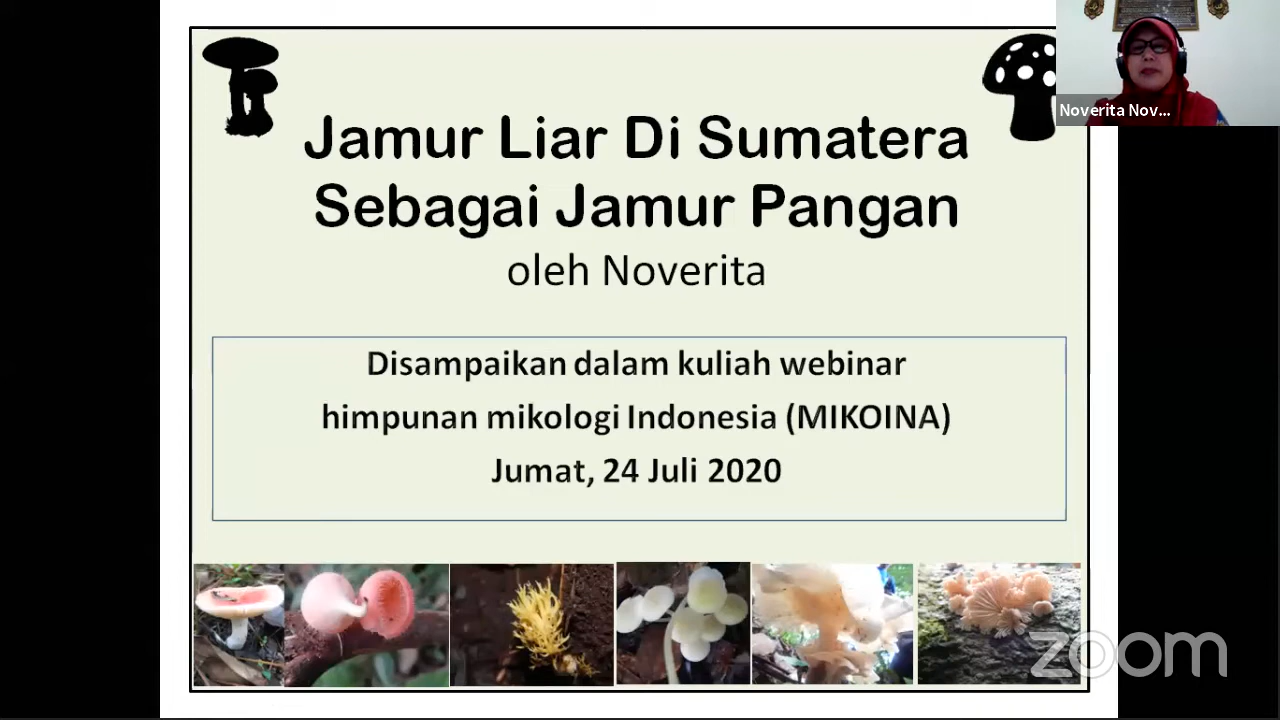 Jamur Liar Di Sumatera
Sebagai Jamur Pangan
oleh Noverita
Disampaikan dalam kuliah webinar
himpunan mikologi Indonesia (MIKOINA)
Jumat, 24 Juli 2020
Noverita Nov...
zoom